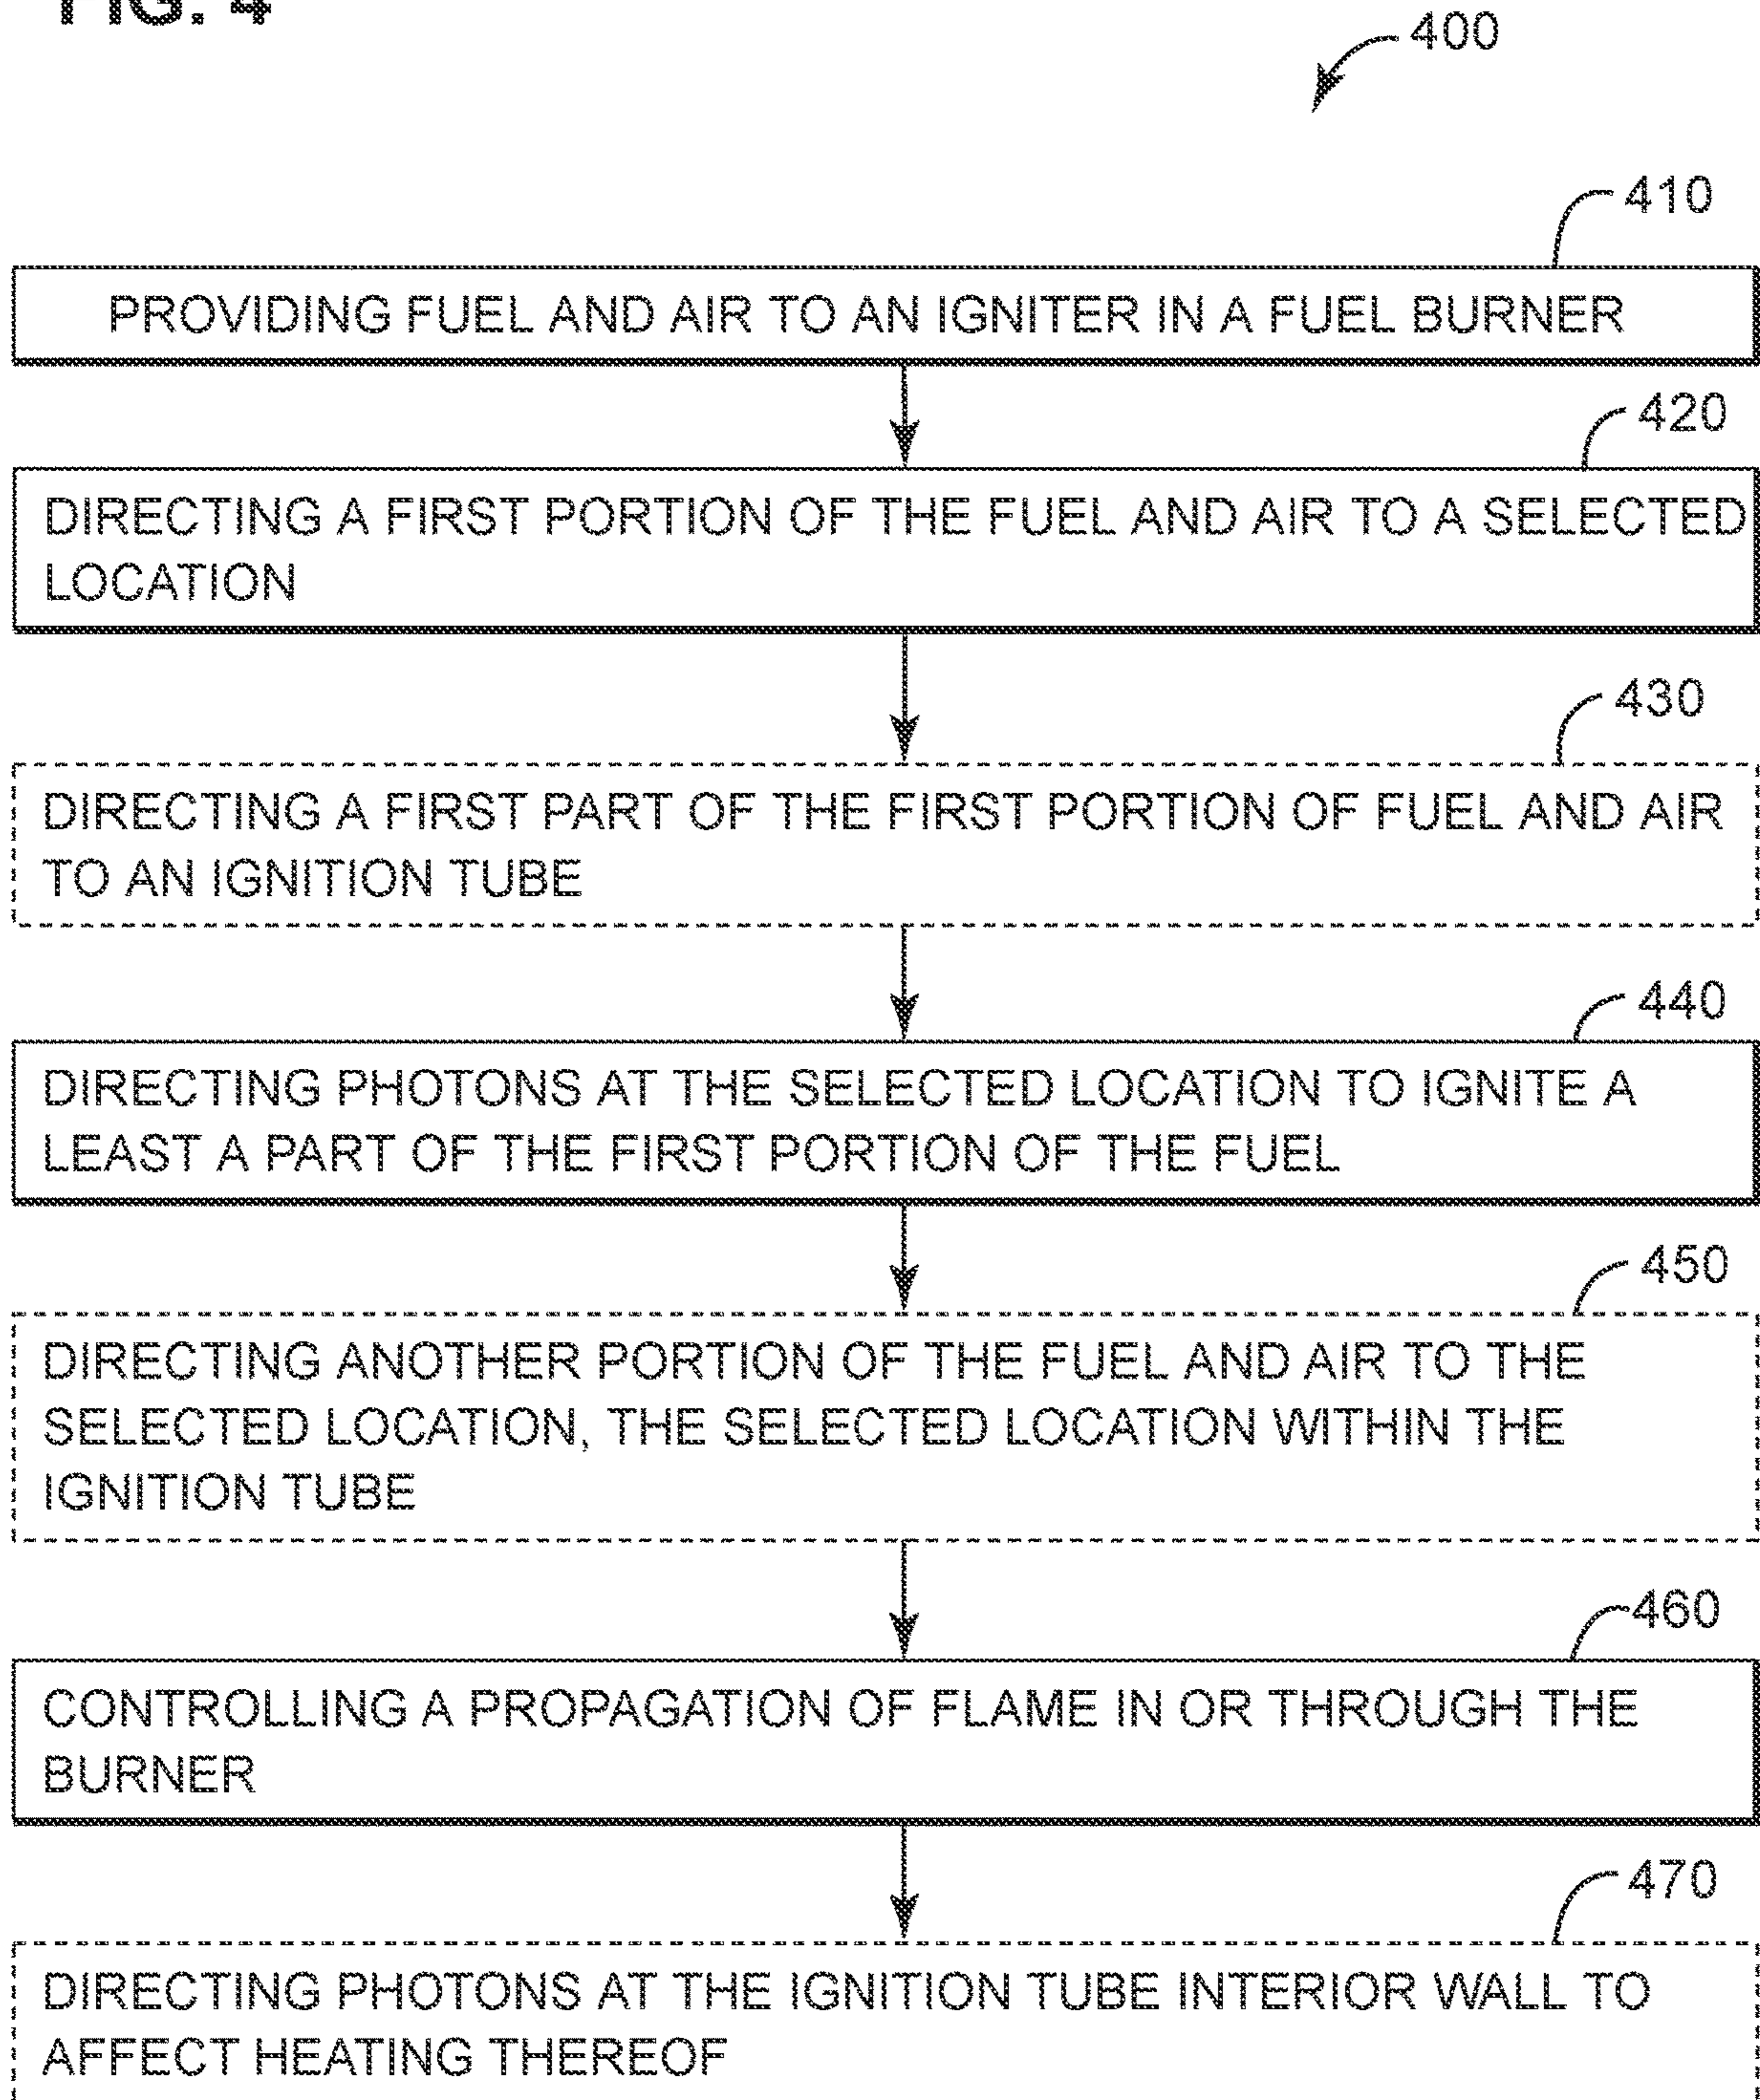 FIG. 4
400
410
PROVIDING FUEL AND AIR TO AN IGNITER IN A FUEL BURNER
420
DIRECTING A FIRST PORTION OF THE FUEL AND AIR TO A SELECTED
LOCATION
430
DIRECTING A FIRST PART OF THE FIRST PORTION OF FUEL AND AIR
TO AN IGNITION TUBE
440
DIRECTING PHOTONS AT THE SELECTED LOCATION TO IGNITE A
LEAST A PART OF THE FIRST PORTION OF THE FUEL
450
DIRECTING ANOTHER PORTION OF THE FUEL AND AIR TO THE
SELECTED LOCATION, THE SELECTED LOCATION WITHIN THE
IGNITION TUBE
460
CONTROLLING A PROPAGATION OF FLAME IN OR THROUGH THE
BURNER
470
DIRECTING PHOTONS AT THE IGNITION TUBE INTERIOR WALL TO
AFFECT HEATING THEREOF